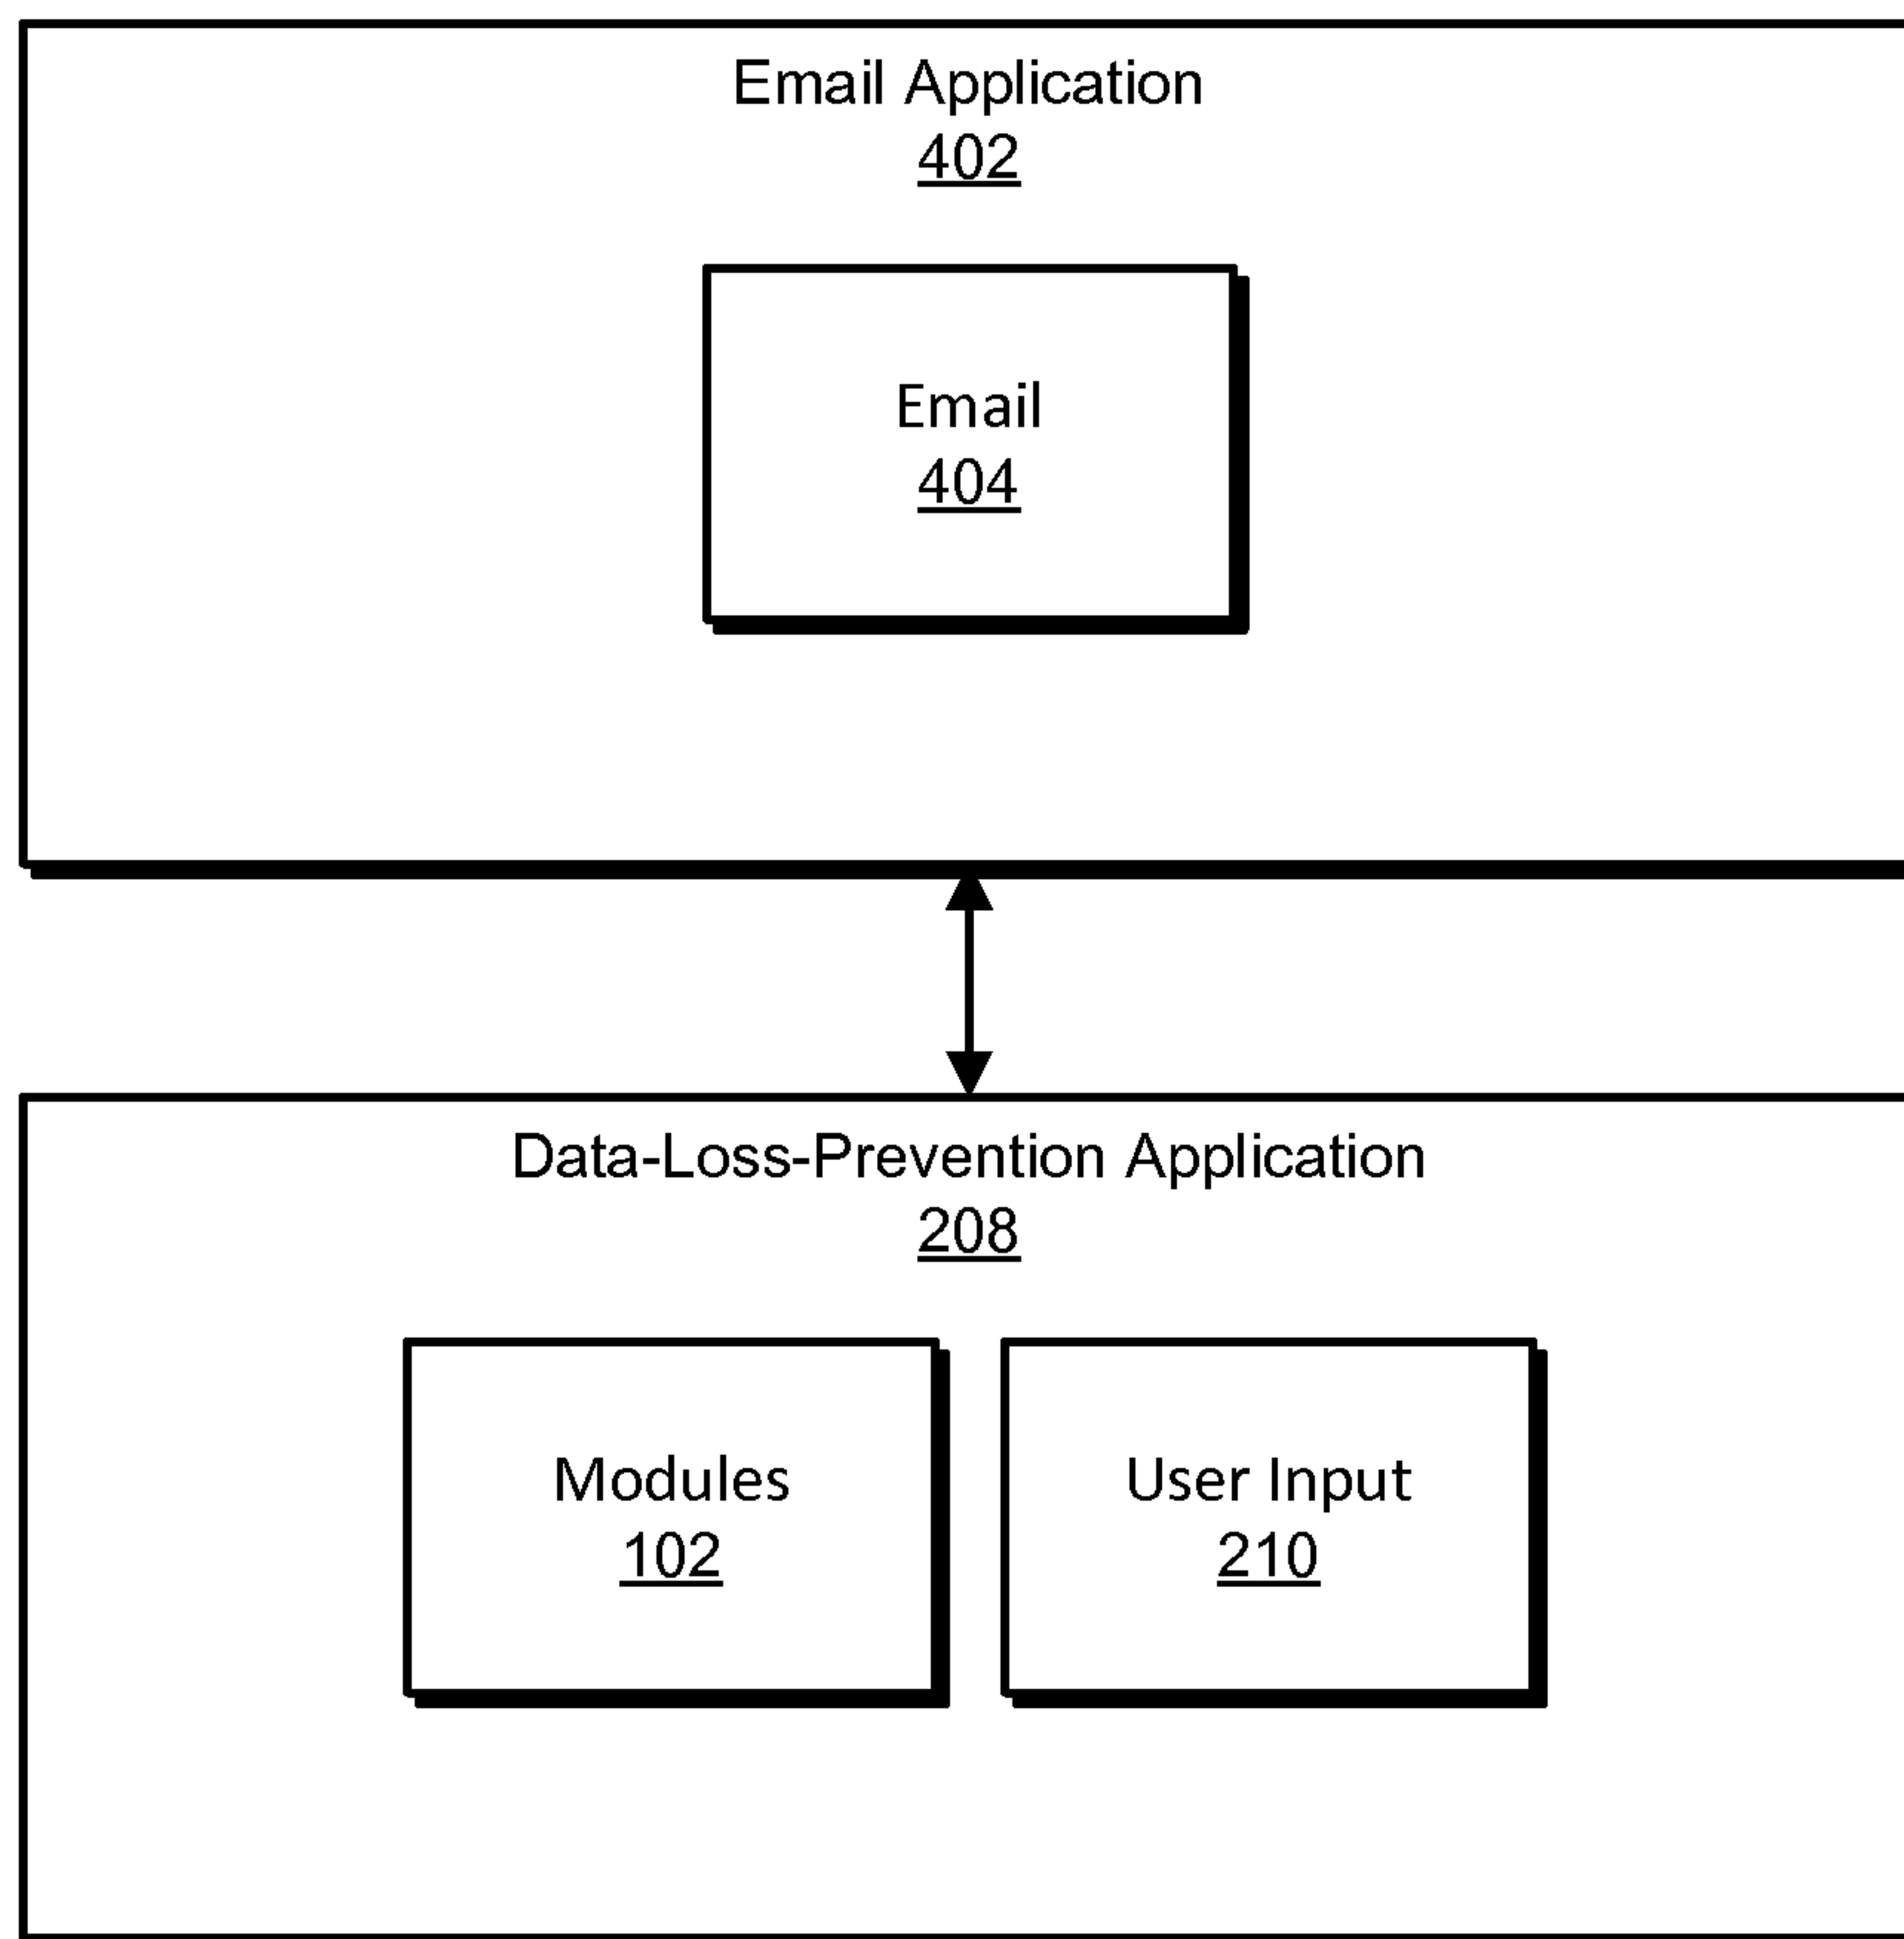 Email Application
402
Email
404
Data-Loss-Prevention Application
208
Modules
102
User Input
210